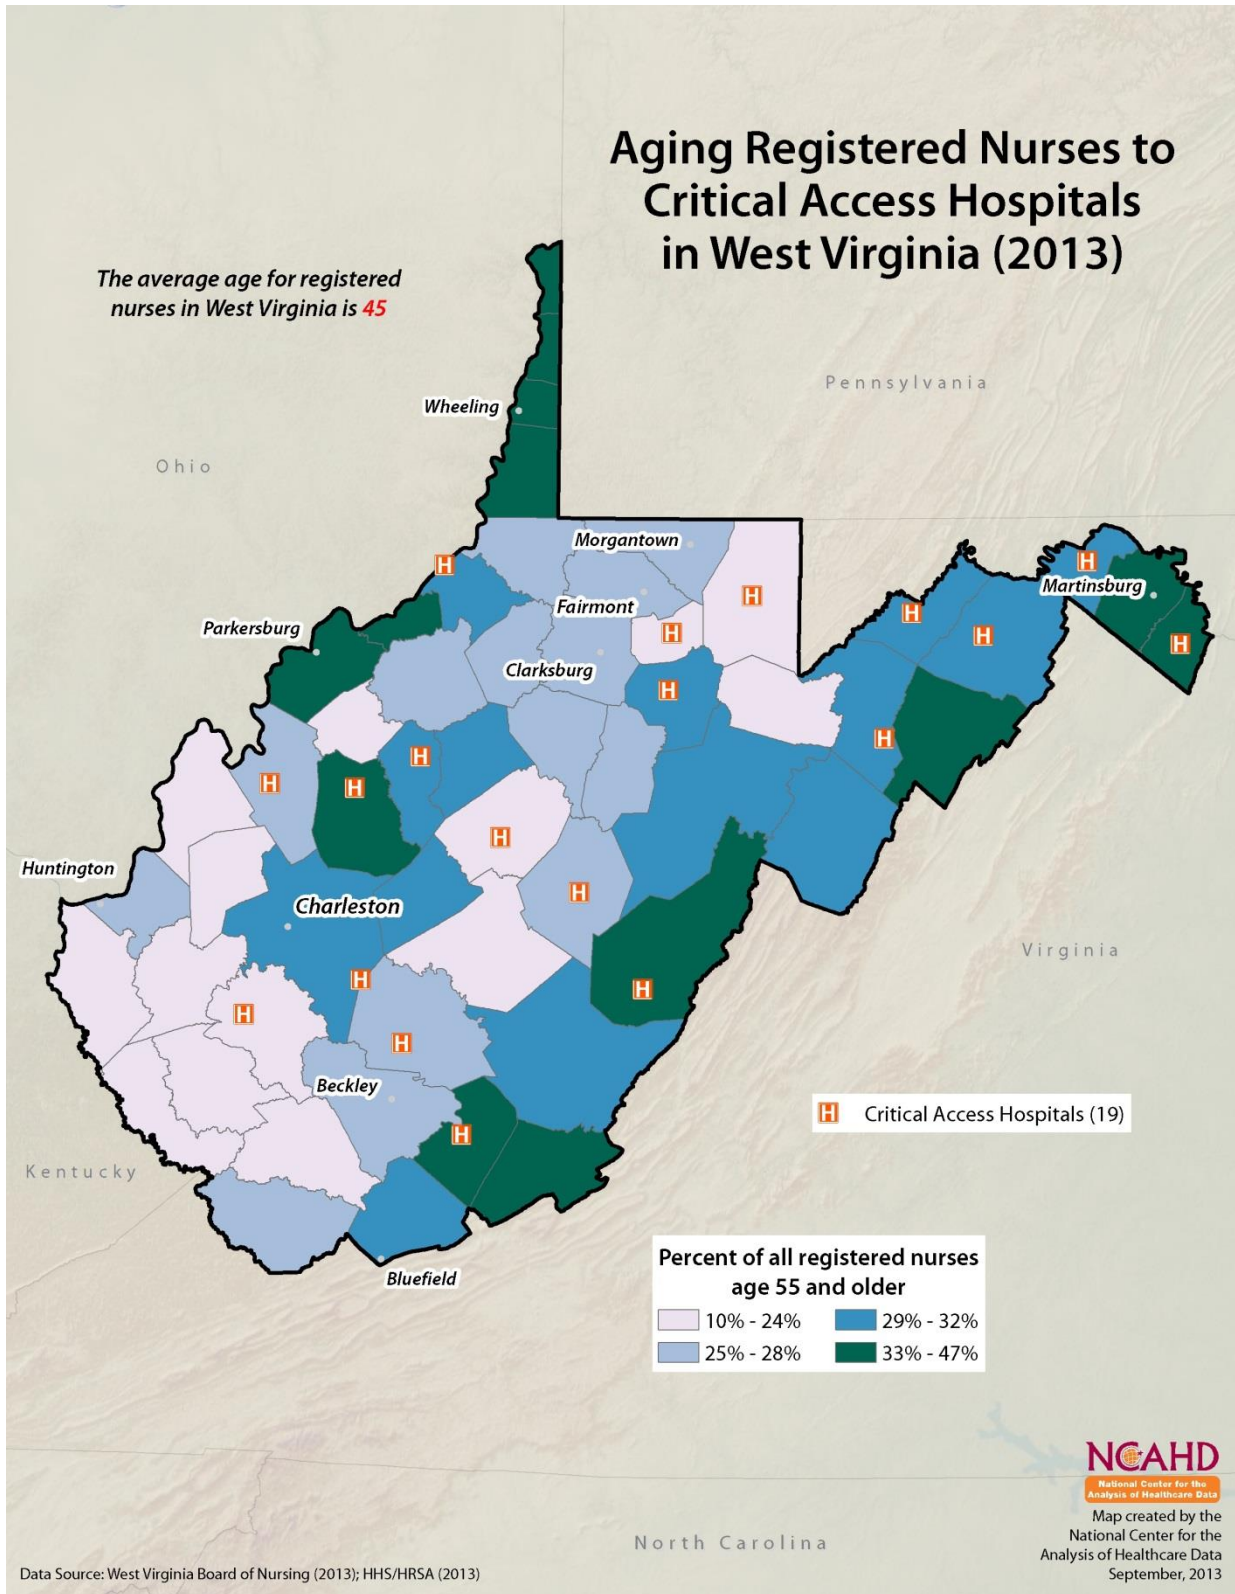 Aging Registered Nurses to
Critical Access Hospitals
in West Virginia (2013)
The average age for registered
nurses in West Virginia is 45
Pennsylvania
Wheeling
Ohio
Morgantown
H
H
H
Martinsburg
Fairmont
H
H
Parkersburg
H
H
H
Clarksburg
H
H
H
H
H
H
Huntington
H
Charleston
Virginia
H
H
H
H
Beckley
H Critical Access Hospitals (19)
H
Kentucky
Percent of all registered nurses
age 55 and older
Bluefield
10% - 24% 29% - 32%
25% - 28% 33% - 47%
NCAHD
National Center for the
Analysis of Healthcare Data
Map created by the
National Center for the
Analysis of Healthcare Data
September, 2013
North Carolina
Data Source: West Virginia Board of Nursing (2013); HHS/HRSA (2013)